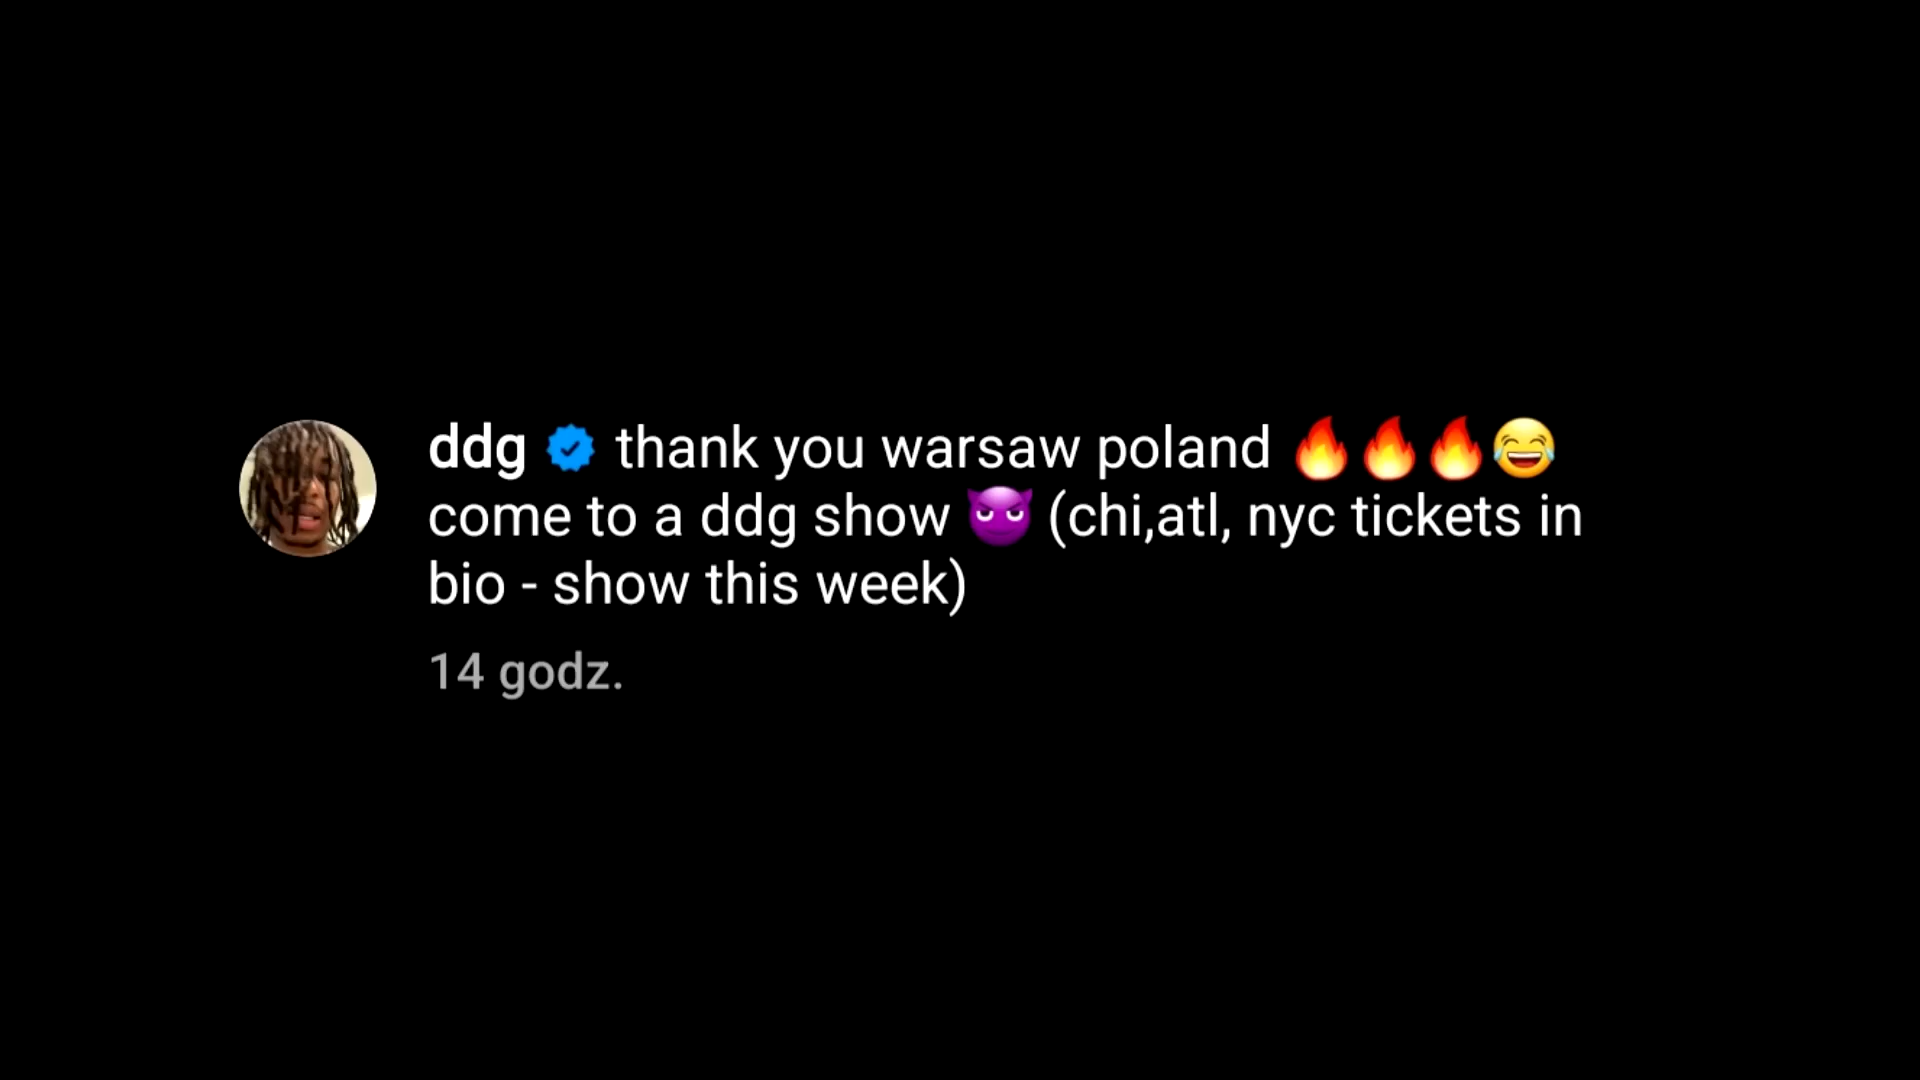 ddg thank you warsaw poland 🔥🔥🔥😂
come to a ddg show 😈 (chi,atl, nyc tickets in
bio - show this week)
14 godz.